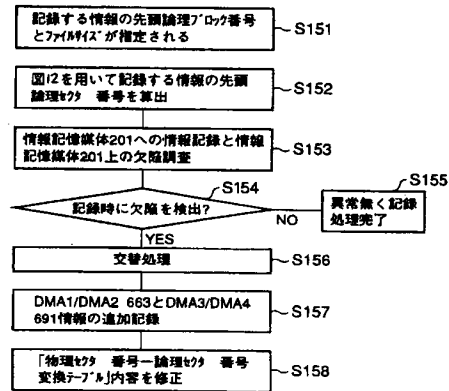 記録する情報の先頭論理ブロック番号
とファイルサイズが指定される
S151
図12を用いて記録する情報の先頭
論理セクタ 番号を算出
S152
情報記憶媒体201への情報記録と情報
記憶媒体201上の欠陥調査
S153
S154
記録時に欠陥を検出?
NO
S155
異常無く記録
処理完了
YES
交替処理
S156
DMA1/DMA2 663とDMA3/DMA4
691情報の追加記録
S157
「物理セクタ 番号ー論理セクタ 番号
変換テーブル」内容を修正
S158